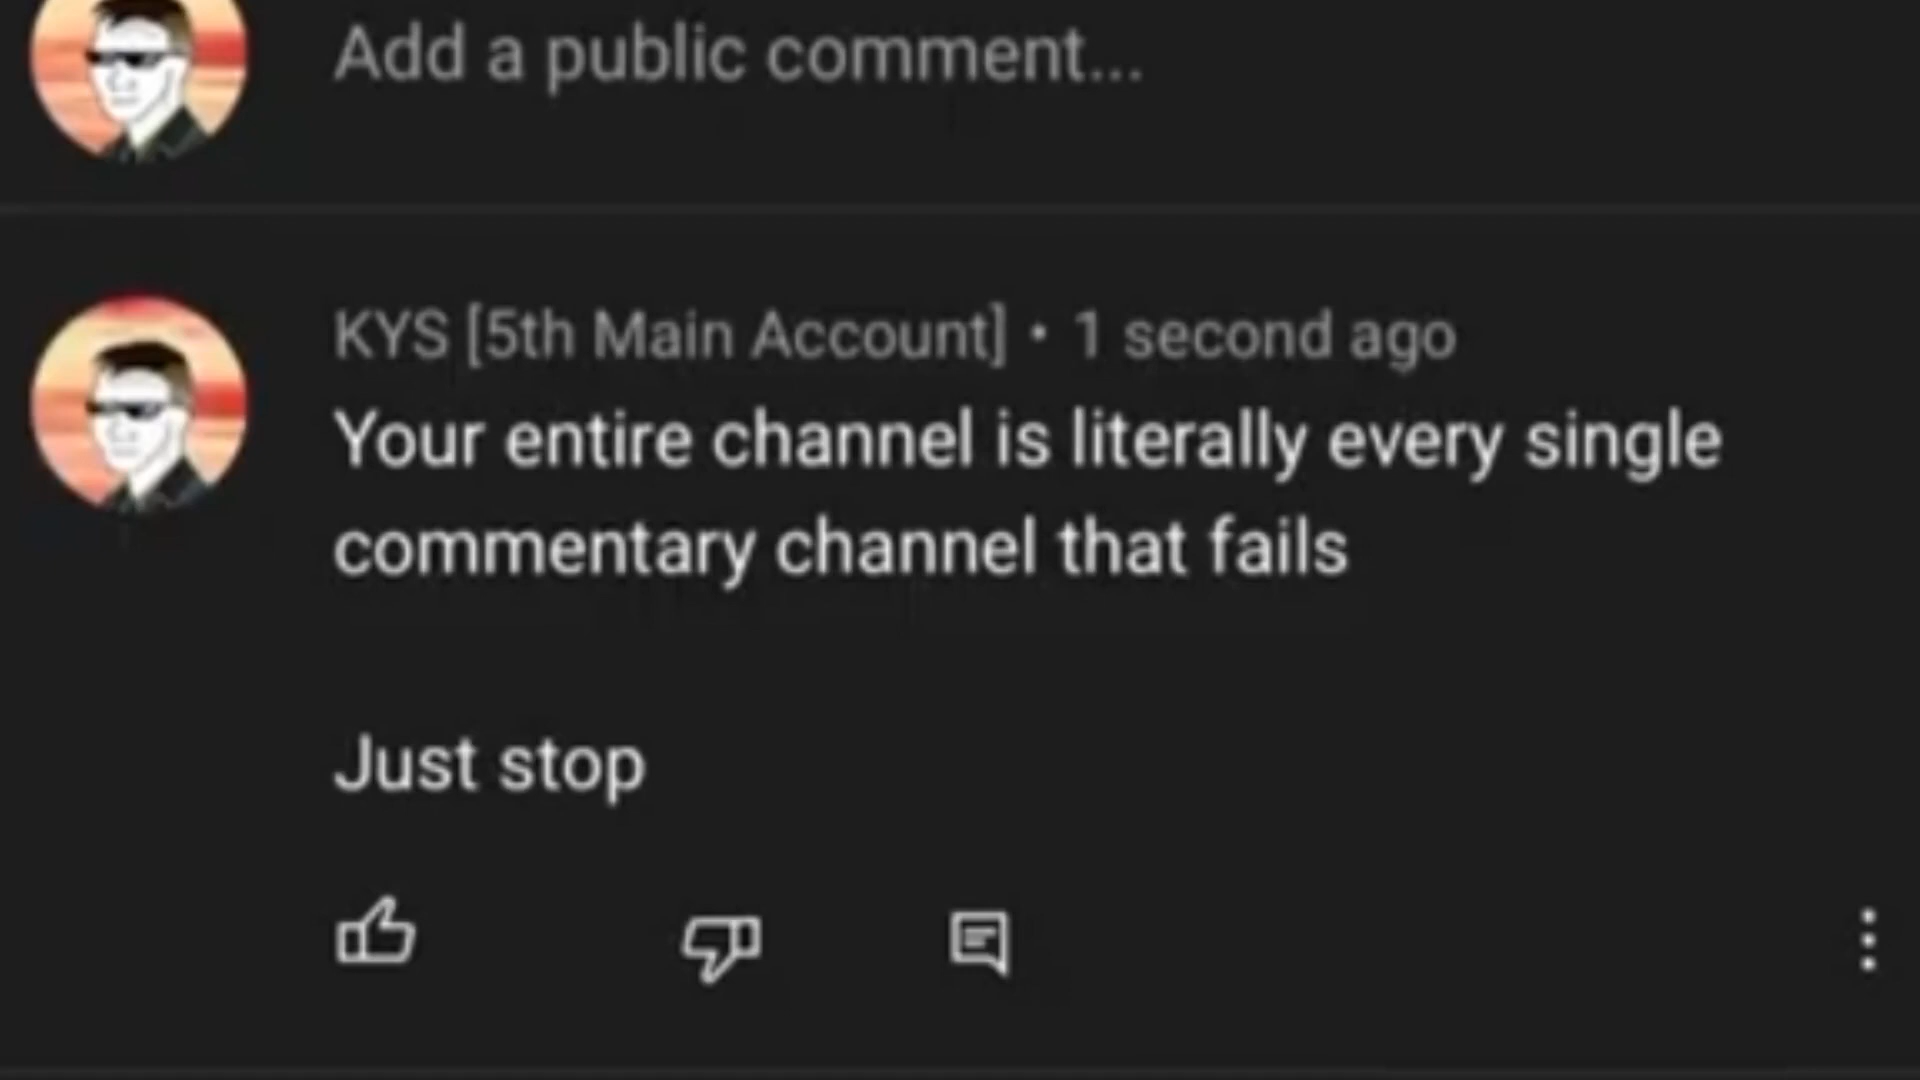 Add a public comment...
KYS [5th Main Account] • 1 second ago
Your entire channel is literally every single
commentary channel that fails
Just stop